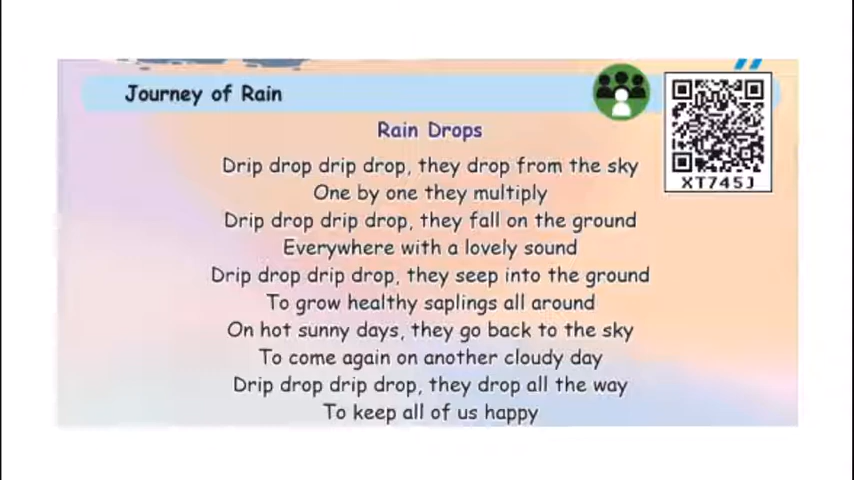 Journey of Rain
XT745J
Rain Drops
Drip drop drip drop, they drop from the sky
One by one they multiply
Drip drop drip drop, they fall on the ground
Everywhere with a lovely sound
Drip drop drip drop, they seep into the ground
To grow healthy saplings all around
On hot sunny days, they go back to the sky
To come again on another cloudy day
Drip drop drip drop, they drop all the way
To keep all of us happy